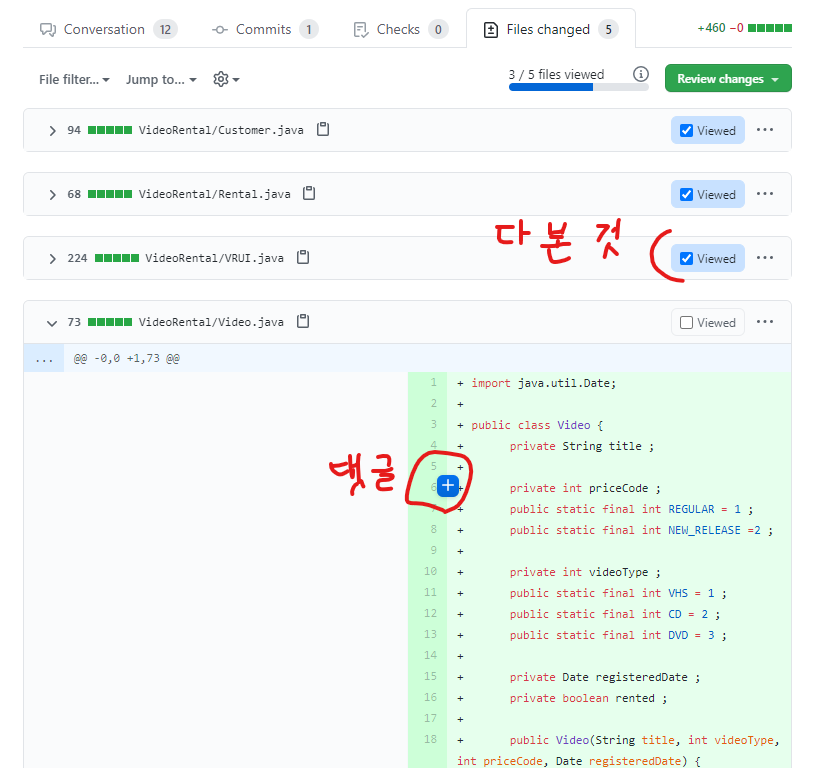 Conversation 12 Commits 1 Checks 0 Files changed 5 +460 −0
File filter... Jump to... 3 / 5 files viewed Review changes
94 VideoRental/Customer.java Viewed ...
68 VideoRental/Rental.java Viewed ...
다 본 것
224 VideoRental/VRUI.java Viewed ...
73 VideoRental/Video.java Viewed ...
... @@ -0,0 +1,73 @@
1 + import java.util.Date;
2 +
3 + public class Video {
4 + private String title ;
댓글
5 +
6 + private int priceCode ;
7 + public static final int REGULAR = 1 ;
8 + public static final int NEW_RELEASE =2 ;
9 +
10 + private int videoType ;
11 + public static final int VHS = 1 ;
12 + public static final int CD = 2 ;
13 + public static final int DVD = 3 ;
14 +
15 + private Date registeredDate ;
16 + private boolean rented ;
17 +
18 + public Video(String title, int videoType,
int priceCode, Date registeredDate) {